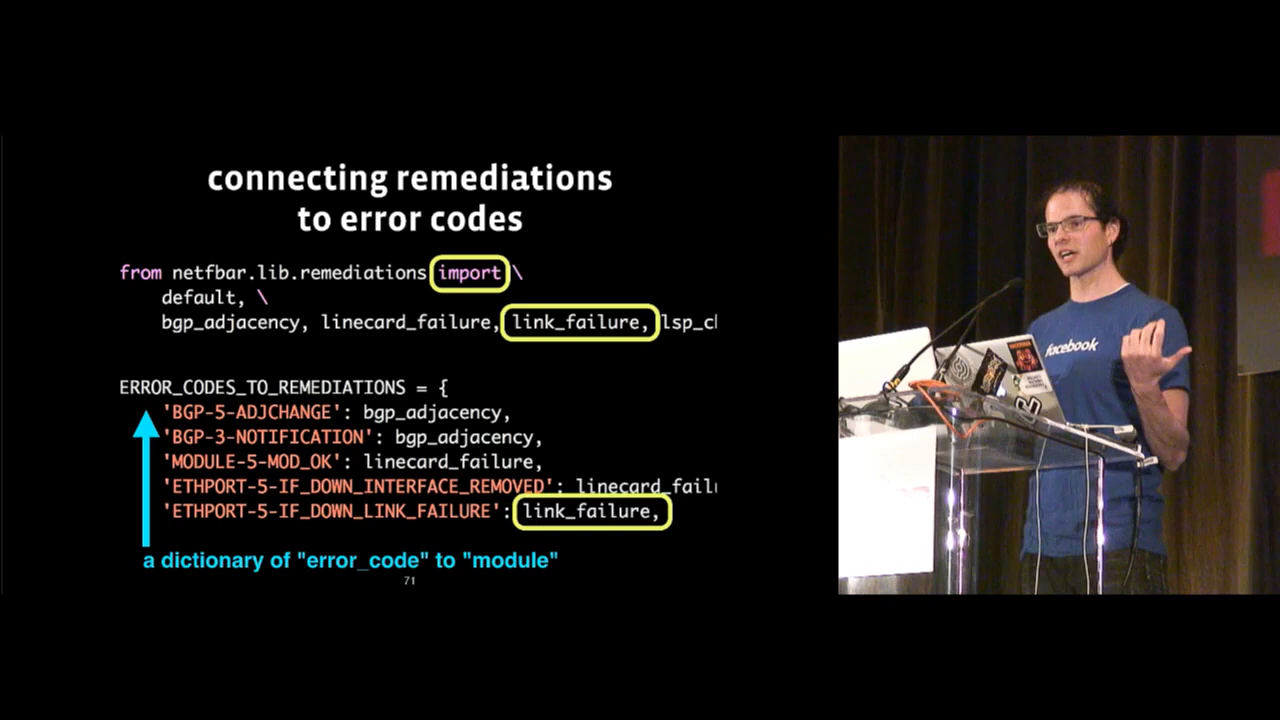 connecting remediations
to error codes
from netfbar.lib.remediations import \
default, \
bgp_adjacency, linecard_failure, link_failure, lsp_cl
ERROR_CODES_TO_REMEDIATIONS = {
'BGP-5-ADJCHANGE': bgp_adjacency,
'BGP-3-NOTIFICATION': bgp_adjacency,
'MODULE-5-MOD_OK': linecard_failure,
'ETHPORT-5-IF_DOWN_INTERFACE_REMOVED': linecard_fail
'ETHPORT-5-IF_DOWN_LINK_FAILURE': link_failure,
a dictionary of "error_code" to "module"
71
facebook